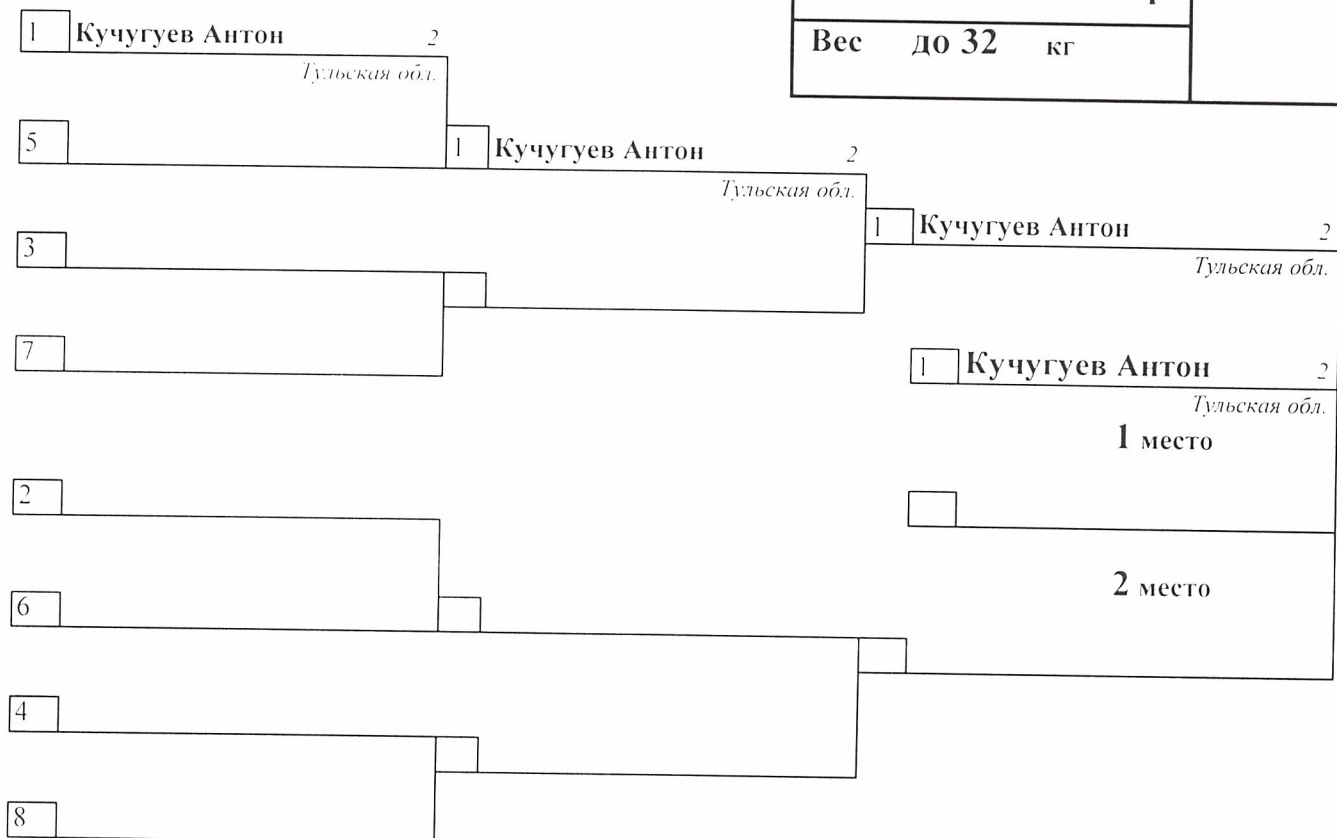 1 Кучугуев Антон 2
Тульская обл.
Вес до 32 кг
5
1 Кучугуев Антон 2
Тульская обл.
3
1 Кучугуев Антон 2
Тульская обл.
7
1 Кучугуев Антон 2
Тульская обл.
1 место
2
2 место
6
4
8